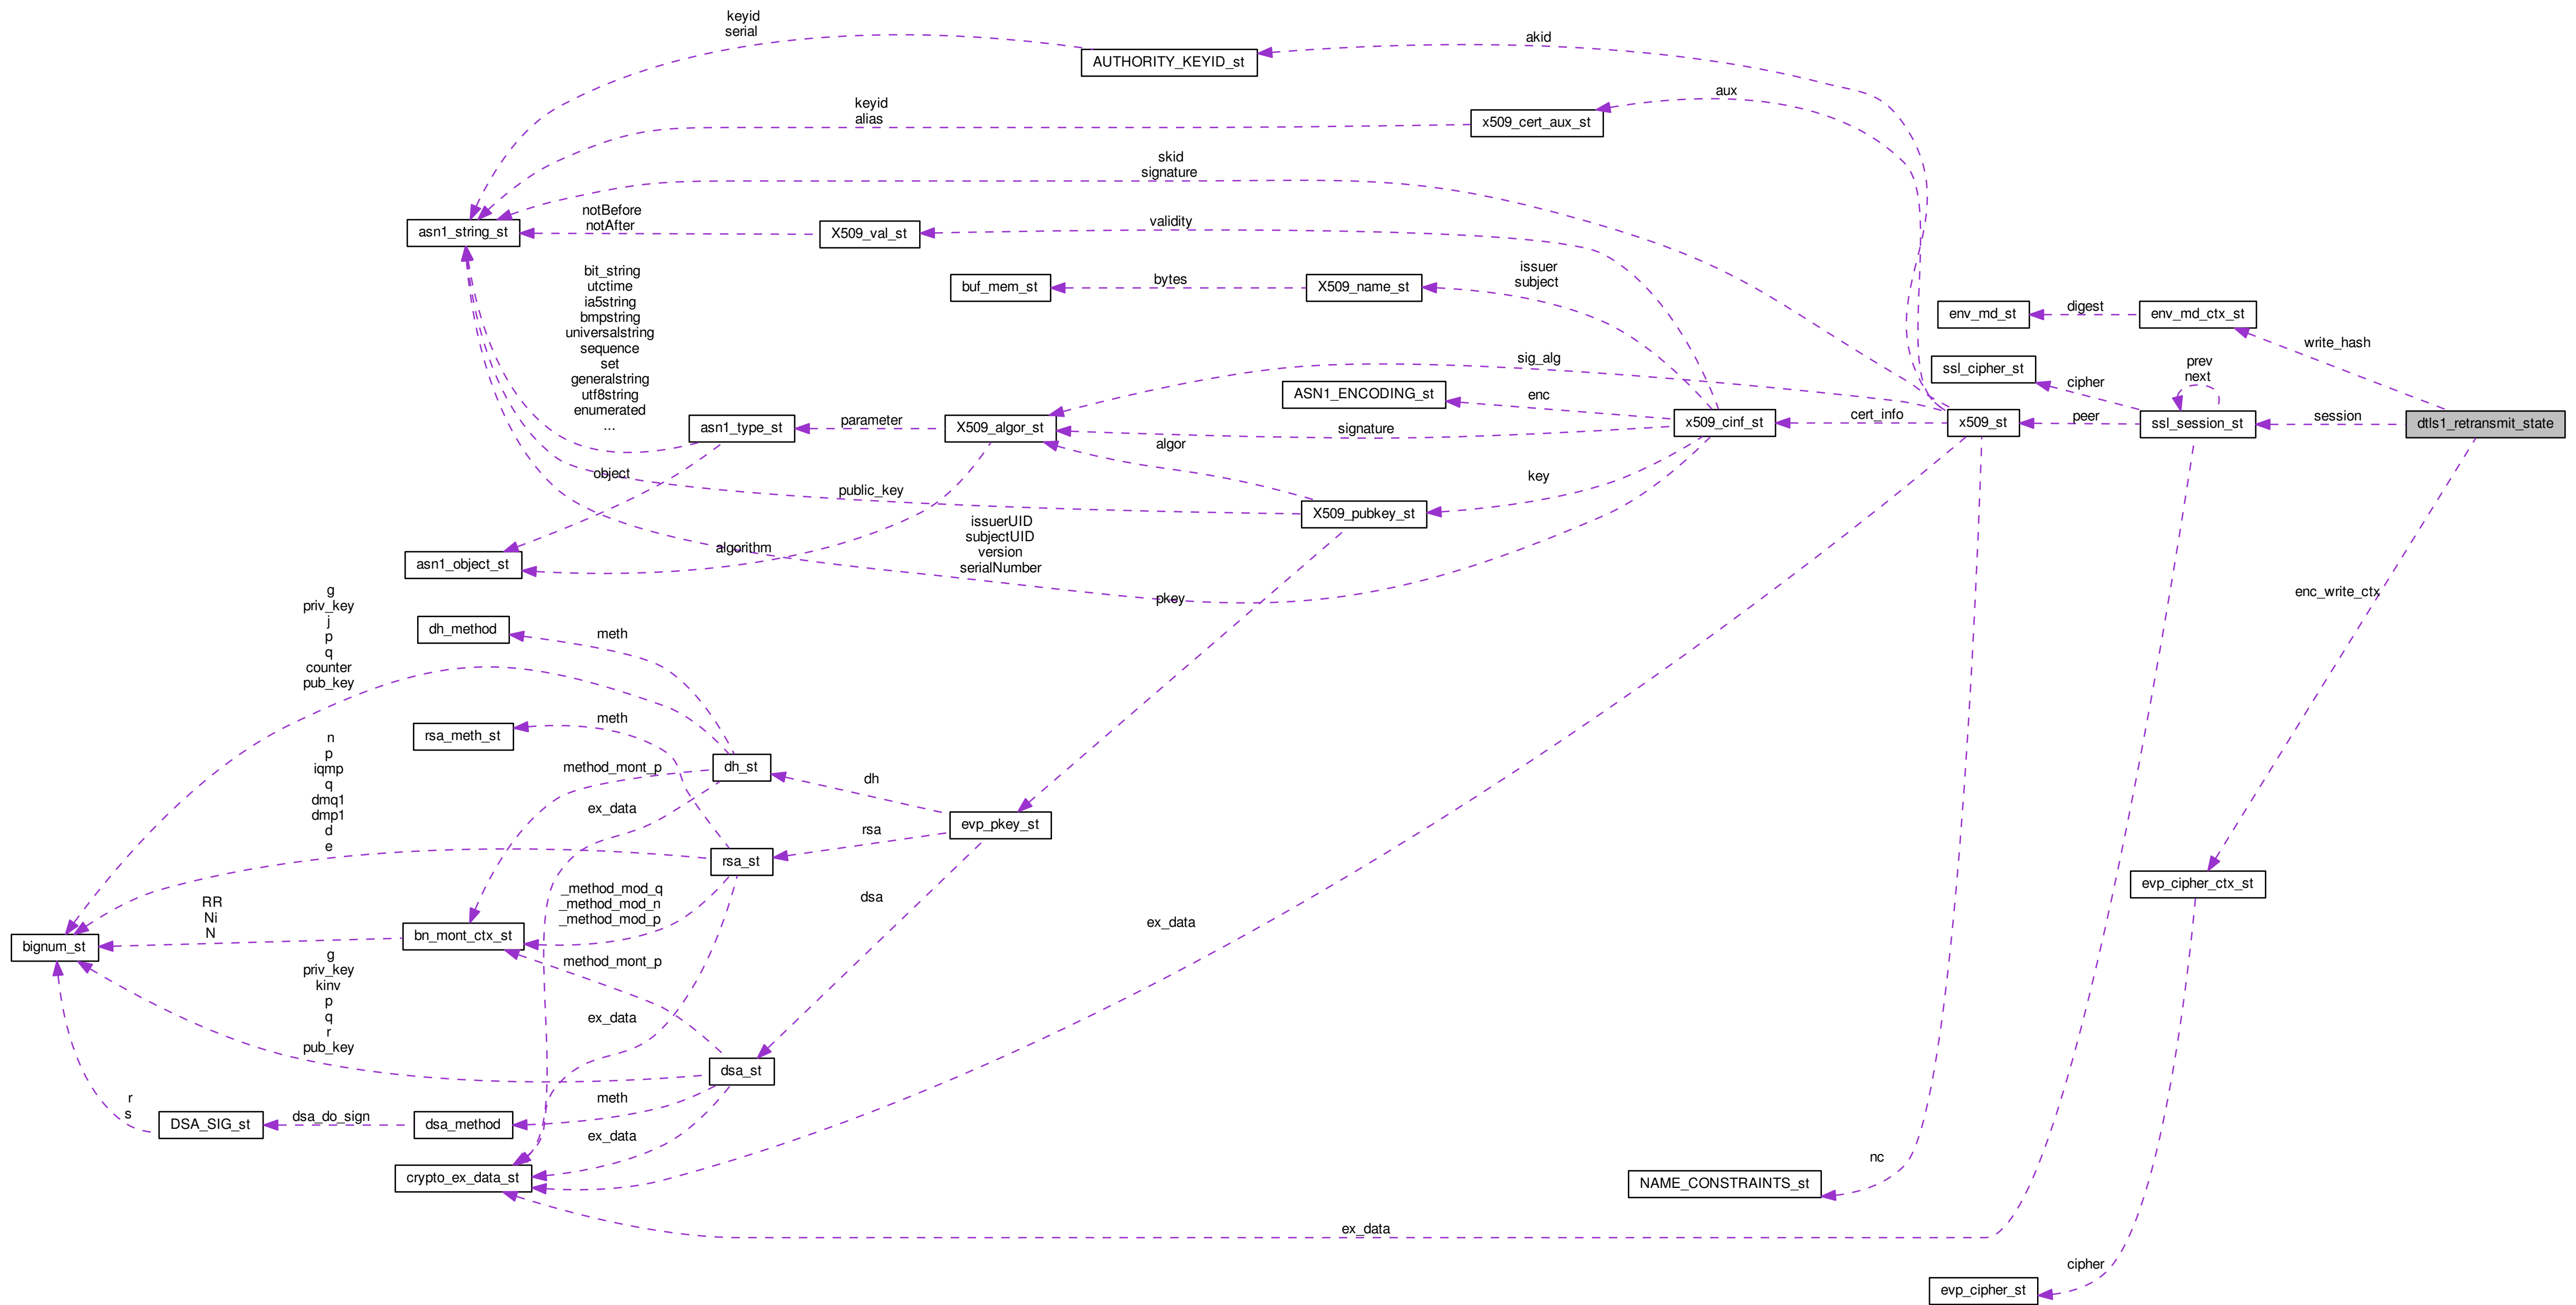 keyid
serial
akid
AUTHORITY_KEYID_st
aux
keyid
alias
x509_cert_aux_st
skid
signature
notBefore
notAfter
asn1_string_st
X509_val_st
validity
bit_string
utctime
ia5string
bmpstring
universalstring
sequence
set
generalstring
utf8string
enumerated
...
buf_mem_st
bytes
X509_name_st
issuer
subject
env_md_st
digest
env_md_ctx_st
write_hash
sig_alg
ssl_cipher_st
cipher
prev
next
ASN1_ENCODING_st
enc
asn1_type_st
parameter
X509_algor_st
signature
x509_cinf_st
cert_info
x509_st
peer
ssl_session_st
session
dtls1_retransmit_state
algor
object
public_key
key
X509_pubkey_st
issuerUID
subjectUID
version
serialNumber
algorithm
asn1_object_st
g
priv_key
j
p
q
counter
pub_key
pkey
enc_write_ctx
dh_method
meth
rsa_meth_st
meth
n
p
iqmp
q
dmq1
dmp1
d
e
method_mont_p
dh_st
dh
ex_data
evp_pkey_st
rsa
rsa_st
_method_mod_q
_method_mod_n
_method_mod_p
dsa
evp_cipher_ctx_st
RR
Ni
N
bignum_st
bn_mont_ctx_st
ex_data
method_mont_p
g
priv_key
kinv
p
q
r
pub_key
ex_data
dsa_st
r
s
DSA_SIG_st
dsa_do_sign
dsa_method
meth
ex_data
crypto_ex_data_st
nc
NAME_CONSTRAINTS_st
ex_data
cipher
evp_cipher_st